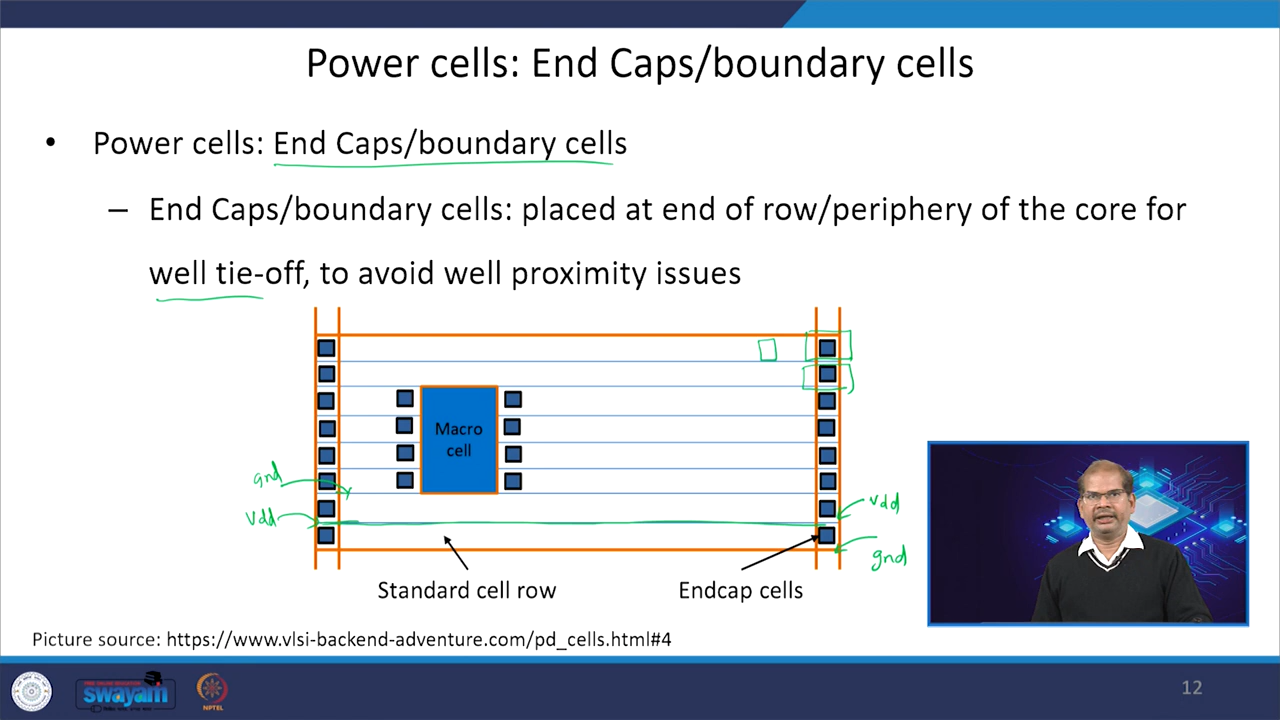 Power cells: End Caps/boundary cells
• Power cells: End Caps/boundary cells
– End Caps/boundary cells: placed at end of row/periphery of the core for
well tie-off, to avoid well proximity issues
Macro
cell
gnd
vdd
vdd
gnd
Standard cell row
Endcap cells
Picture source: https://www.vlsi-backend-adventure.com/pd_cells.html#4
swayam
NPTEL
12